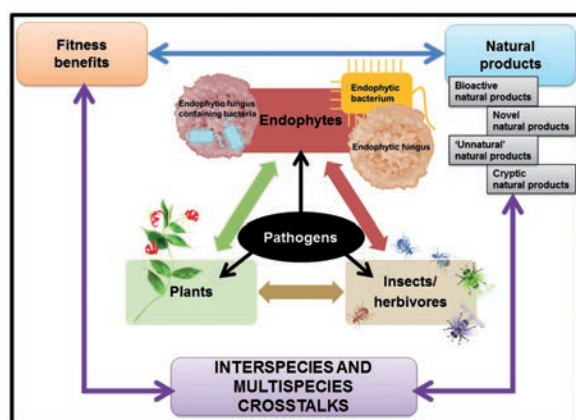 Fitness
benefits
Natural
products
Bioactive
natural products
Novel
natural products
'Unnatural'
natural products
Cryptic
natural products
Endophytic fungus
containing bacteria
Endophytic
bacterium
Endophytes
Endophytic fungus
Pathogens
Plants
Insects/
herbivores
INTERSPECIES AND
MULTISPECIES
CROSSTALKS